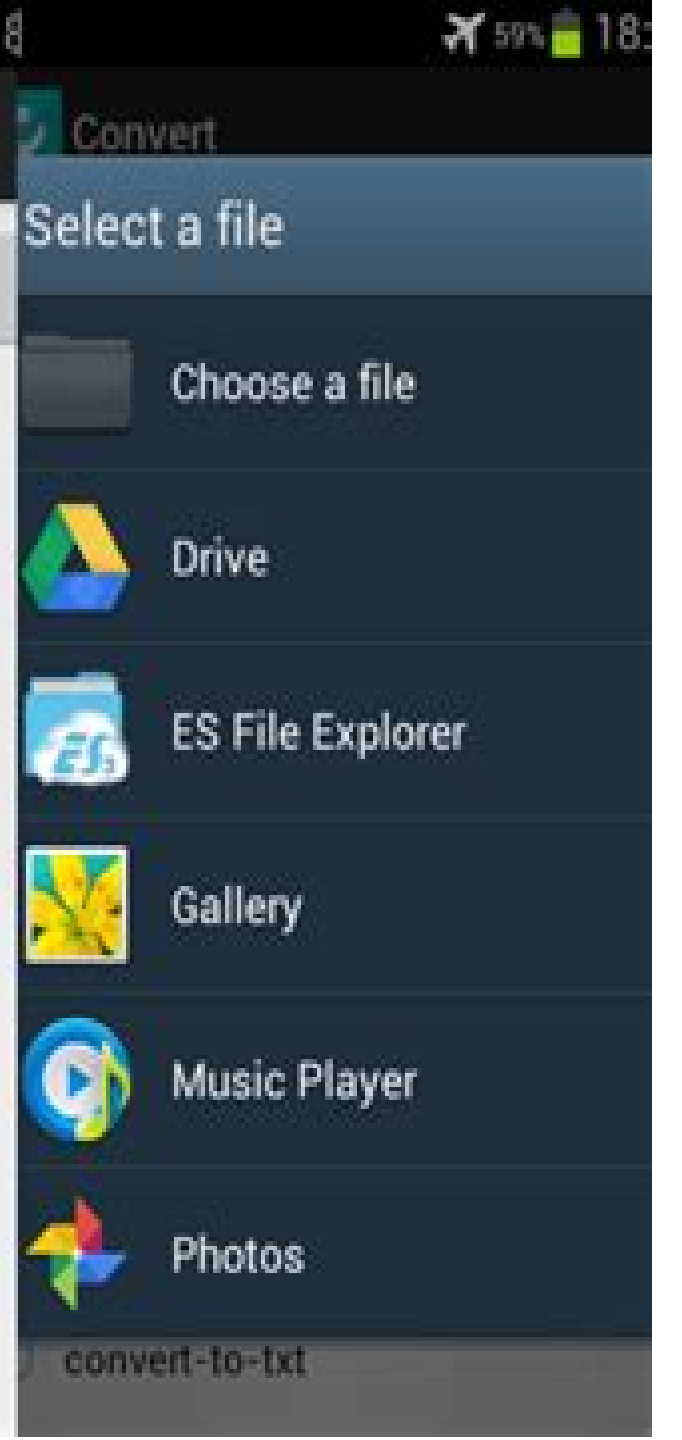 59% 18:
Convert
Select a file
Choose a file
Drive
ES File Explorer
Gallery
Music Player
Photos
convert-to-txt